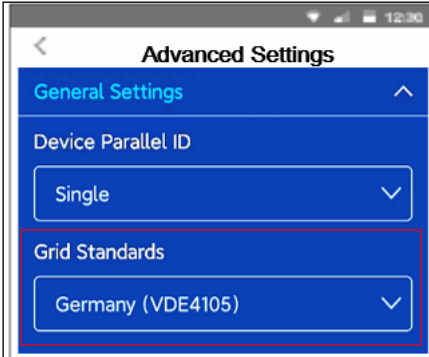 12:30
Advanced Settings
General Settings
Device Parallel ID
Single
Grid Standards
Germany (VDE4105)